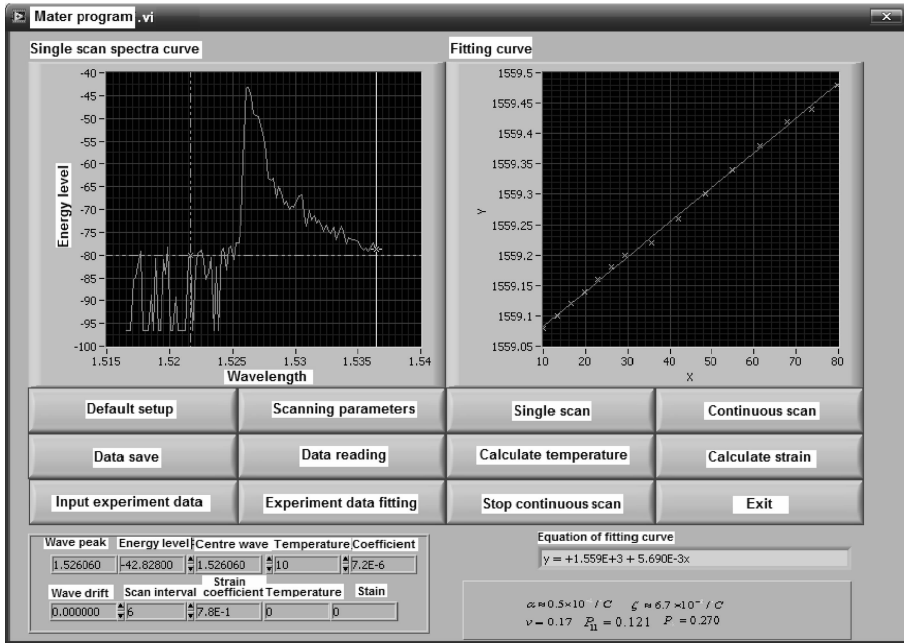 Mater program .vi
Single scan spectra curve
Fitting curve
Energy level
-40
-45
-50
-55
-60
-65
-70
-75
-80
-85
-90
-95
-100
1.515
1.52
1.525
1.53
1.535
1.54
Wavelength
Y
1559.5
1559.45
1559.4
1559.35
1559.3
1559.25
1559.2
1559.15
1559.1
1559.05
10
20
30
40
50
60
70
80
X
Default setup
Scanning parameters
Single scan
Continuous scan
Data save
Data reading
Calculate temperature
Calculate strain
Input experiment data
Experiment data fitting
Stop continuous scan
Exit
Wave peak Energy level Centre wave Temperature Coefficient
1.526060 -42.82800 1.526060 10 7.2E-6
Wave drift Scan interval Strain coefficient Temperature Stain
0.000000 6 7.8E-1 0 0
Equation of fitting curve
y = +1.559E+3 + 5.690E-3x
α ≈ 0.5×10⁻ / C ζ ≈ 6.7 ×10⁻ / C
ν = 0.17 P₁₁ = 0.121 P = 0.270